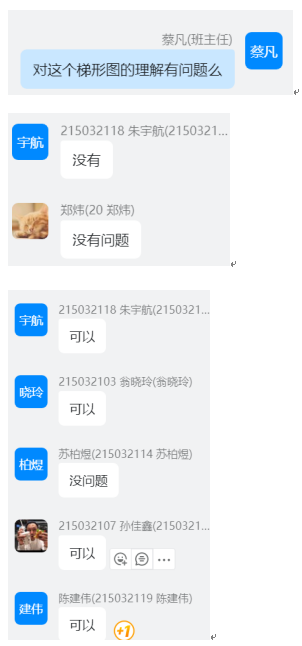 蔡凡(班主任)
对这个梯形图的理解有问题么
蔡凡
215032118 朱宇航(2150321...
宇航
没有
郑炜(20 郑炜)
没有问题
215032118 朱宇航(2150321...
宇航
可以
215032103 翁晓玲(翁晓玲)
晓玲
可以
苏柏煜(215032114 苏柏煜)
柏煜
没问题
215032107 孙佳鑫(2150321...
可以
陈建伟(215032119 陈建伟)
建伟
可以
+1